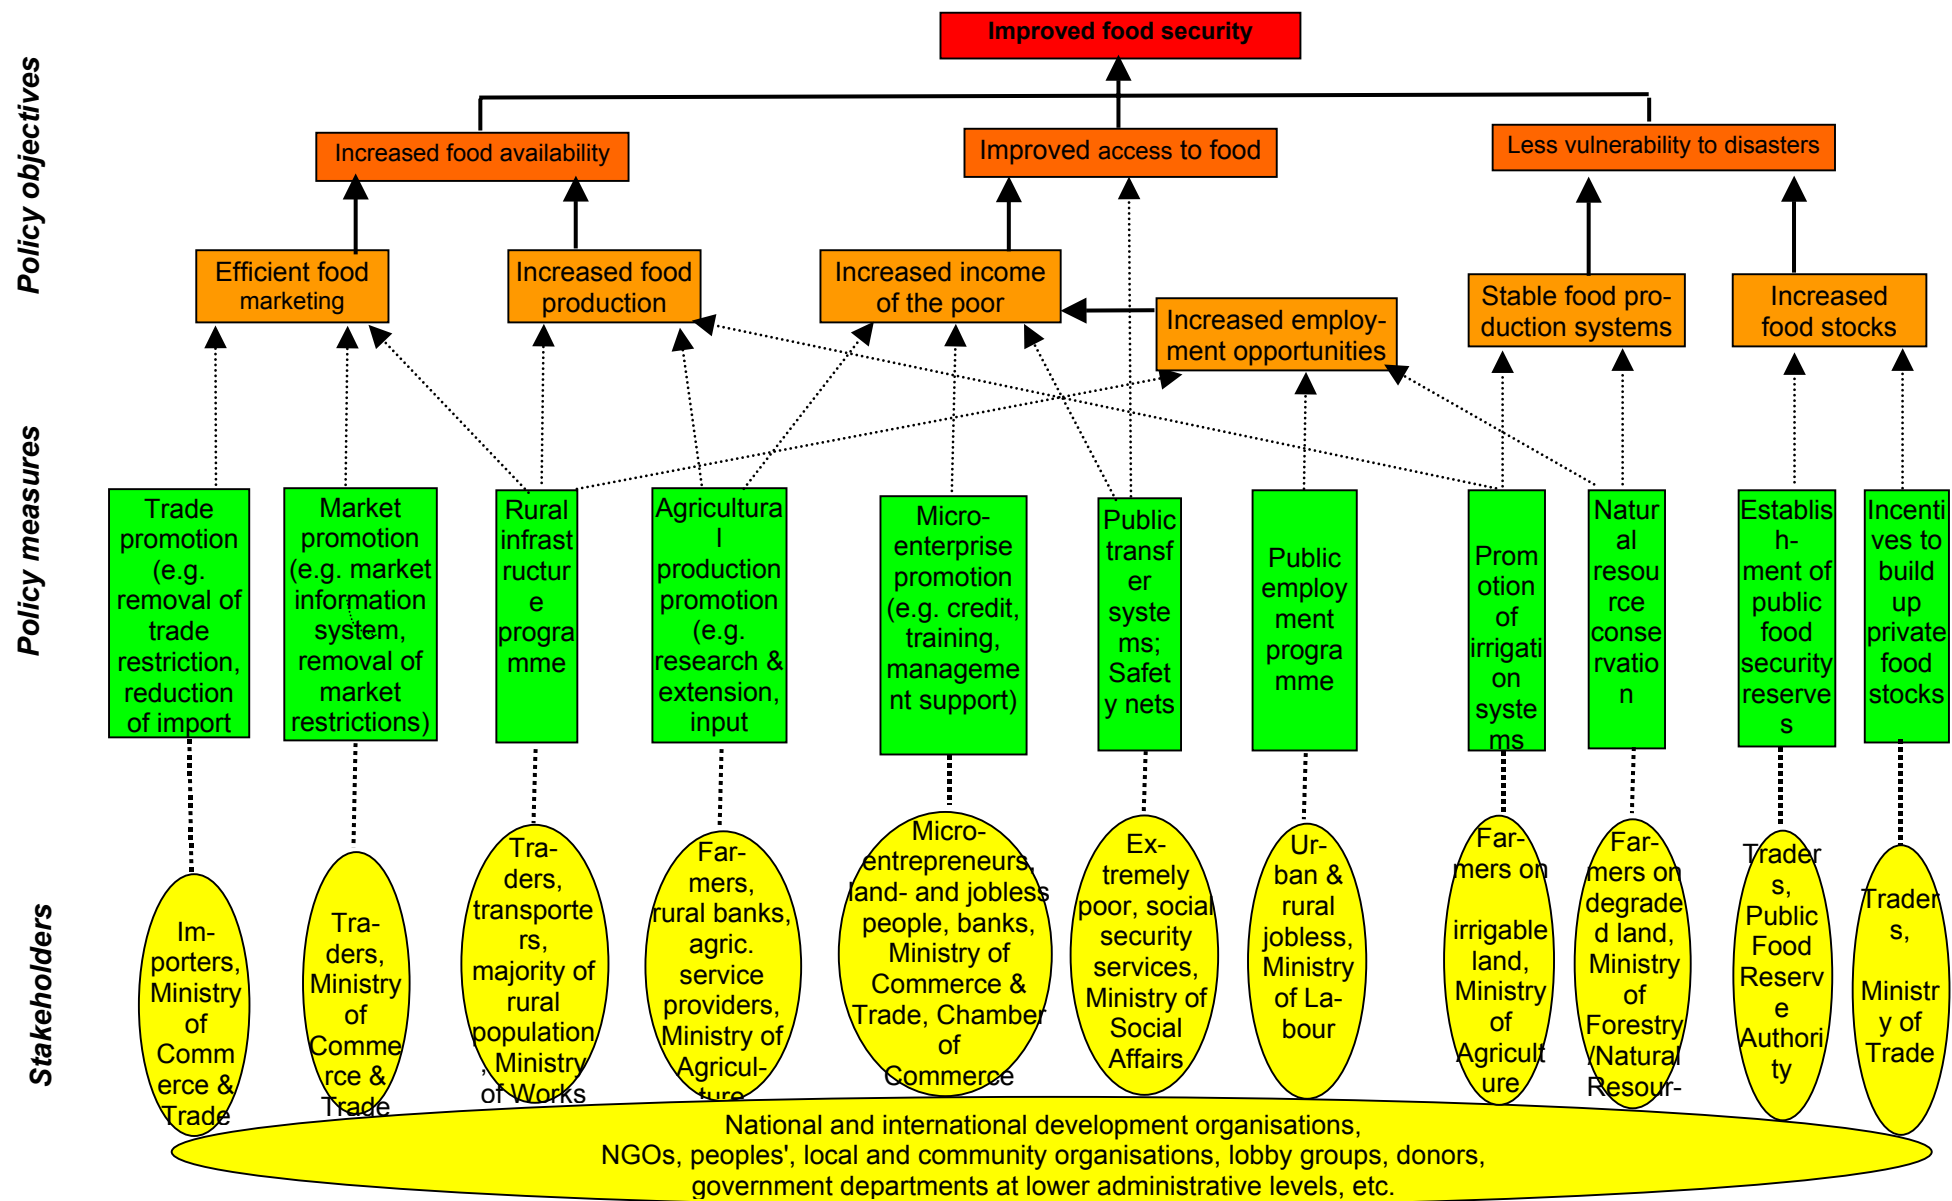 Improved food security
Policy objectives
Increased food availability
Improved access to food
Less vulnerability to disasters
Efficient food
marketing
Increased food
production
Increased income
of the poor
Increased employ-
ment opportunities
Stable food pro-
duction systems
Increased
food stocks
Policy measures
Trade
promotion
(e.g.
removal of
trade
restriction,
reduction
of import
Market
promotion
(e.g. market
information
system,
removal of
market
restrictions)
Rural
infrast
ructur
e
progra
mme
Agricultura
l
production
promotion
(e.g.
research &
extension,
input
Micro-
enterprise
promotion
(e.g. credit,
training,
manageme
nt support)
Public
transf
er
syste
ms;
Safet
y nets
Public
employ
ment
progra
mme
Prom
otion
of
irrigati
on
syste
ms
Natur
al
resou
rce
conse
rvatio
n
Establis
h-
ment of
public
food
security
reserve
s
Incenti
ves to
build
up
private
food
stocks
Stakeholders
Im-
porters,
Ministry
of
Comm
erce &
Trade
Tra-
ders,
Ministry
of
Comme
rce &
Trade
Tra-
ders,
transporte
rs,
majority of
rural
population
, Ministry
of Works
Far-
mers,
rural banks,
agric.
service
providers,
Ministry of
Agricul-
ture
Micro-
entrepreneurs,
land- and jobless
people, banks,
Ministry of
Commerce &
Trade, Chamber
of
Commerce
Ex-
tremely
poor, social
security
services,
Ministry of
Social
Affairs
Ur-
ban &
rural
jobless,
Ministry
of La-
bour
Far-
mers on
irrigable
land,
Ministry
of
Agricult
ure
Far-
mers on
degrade
d land,
Ministry
of
Forestry
/Natural
Resour-
Trader
s,
Public
Food
Reserv
e
Authori
ty
Trader
s,
Ministr
y of
Trade
National and international development organisations,
NGOs, peoples', local and community organisations, lobby groups, donors,
government departments at lower administrative levels, etc.